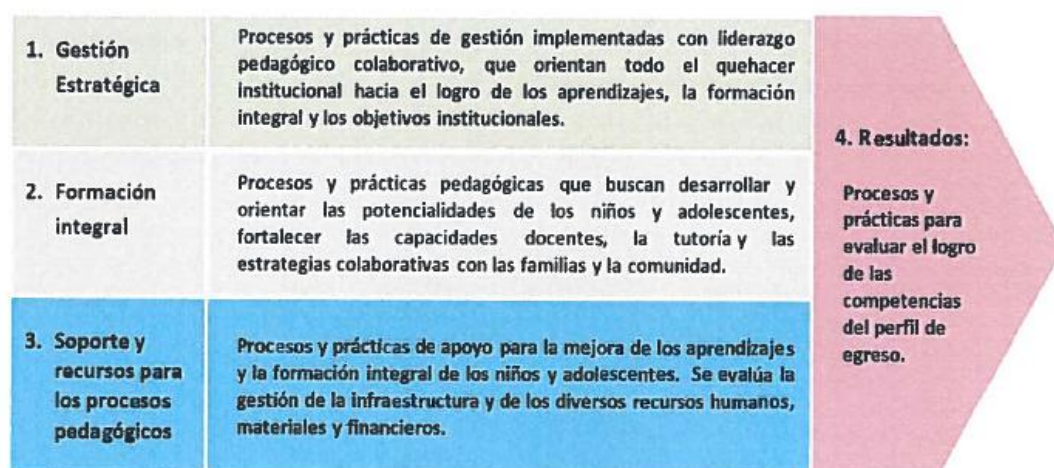 1. Gestión
Estratégica
Procesos y prácticas de gestión implementadas con liderazgo
pedagógico colaborativo, que orientan todo el quehacer
institucional hacia el logro de los aprendizajes, la formación
integral y los objetivos institucionales.
2. Formación
integral
Procesos y prácticas pedagógicas que buscan desarrollar y
orientar las potencialidades de los niños y adolescentes,
fortalecer las capacidades docentes, la tutoría y las
estrategias colaborativas con las familias y la comunidad.
3. Soporte y
recursos para
los procesos
pedagógicos
Procesos y prácticas de apoyo para la mejora de los aprendizajes
y la formación integral de los niños y adolescentes. Se evalúa la
gestión de la infraestructura y de los diversos recursos humanos,
materiales y financieros.
4. Resultados:
Procesos y
prácticas para
evaluar el logro
de las
competencias
del perfil de
egreso.